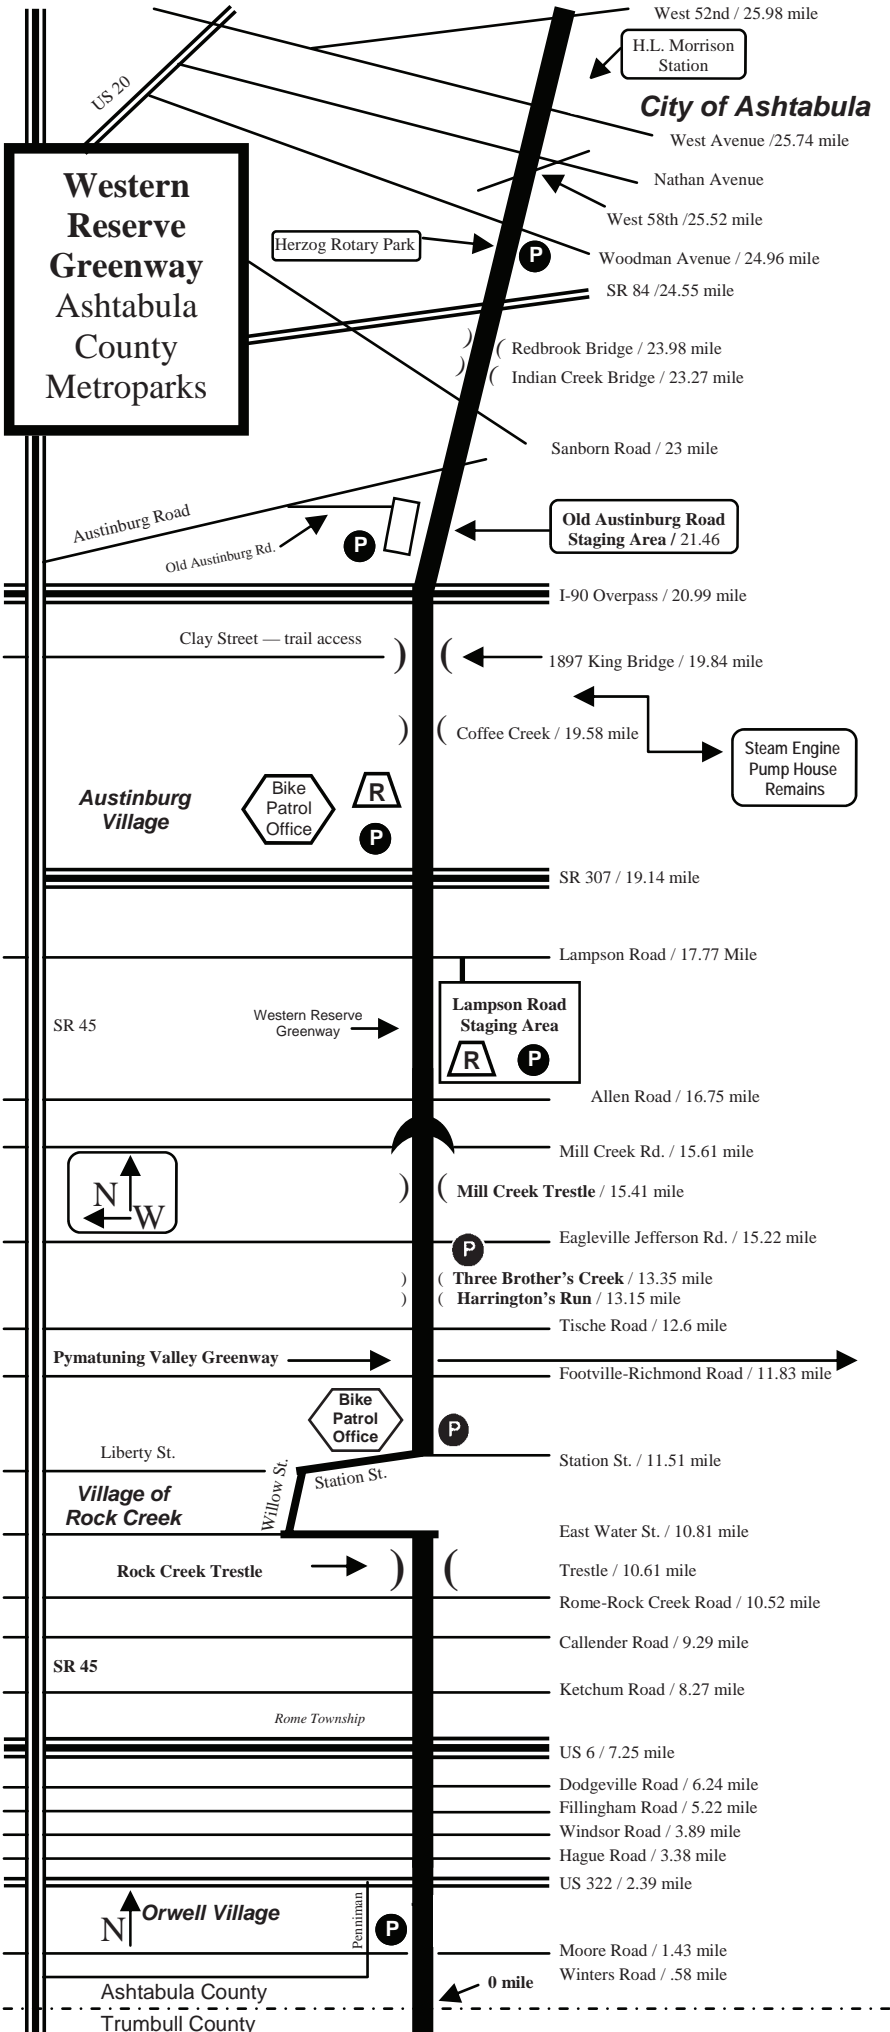 West 52nd / 25.98 mile
H.L. Morrison
Station
US 20
City of Ashtabula
West Avenue /25.74 mile
Western
Reserve
Greenway
Ashtabula
County
Metroparks
Nathan Avenue
West 58th /25.52 mile
Herzog Rotary Park
P
Woodman Avenue / 24.96 mile
SR 84 /24.55 mile
Redbrook Bridge / 23.98 mile
Indian Creek Bridge / 23.27 mile
Sanborn Road / 23 mile
Austinburg Road
Old Austinburg Rd.
P
Old Austinburg Road
Staging Area / 21.46
I-90 Overpass / 20.99 mile
Clay Street — trail access
1897 King Bridge / 19.84 mile
Coffee Creek / 19.58 mile
Steam Engine
Pump House
Remains
Austinburg
Village
Bike
Patrol
Office
R
P
SR 307 / 19.14 mile
Lampson Road / 17.77 Mile
SR 45
Western Reserve
Greenway
Lampson Road
Staging Area
R P
Allen Road / 16.75 mile
Mill Creek Rd. / 15.61 mile
N
W
Mill Creek Trestle / 15.41 mile
P
Eagleville Jefferson Rd. / 15.22 mile
Three Brother's Creek / 13.35 mile
Harrington's Run / 13.15 mile
Tische Road / 12.6 mile
Pymatuning Valley Greenway
Footville-Richmond Road / 11.83 mile
Bike
Patrol
Office
P
Liberty St.
Station St. / 11.51 mile
Station St.
Willow St.
Village of
Rock Creek
East Water St. / 10.81 mile
Rock Creek Trestle
Trestle / 10.61 mile
Rome-Rock Creek Road / 10.52 mile
Callender Road / 9.29 mile
SR 45
Ketchum Road / 8.27 mile
Rome Township
US 6 / 7.25 mile
Dodgeville Road / 6.24 mile
Fillingham Road / 5.22 mile
Windsor Road / 3.89 mile
Hague Road / 3.38 mile
US 322 / 2.39 mile
N
Orwell Village
Penniman
P
Moore Road / 1.43 mile
Winters Road / .58 mile
0 mile
Ashtabula County
Trumbull County